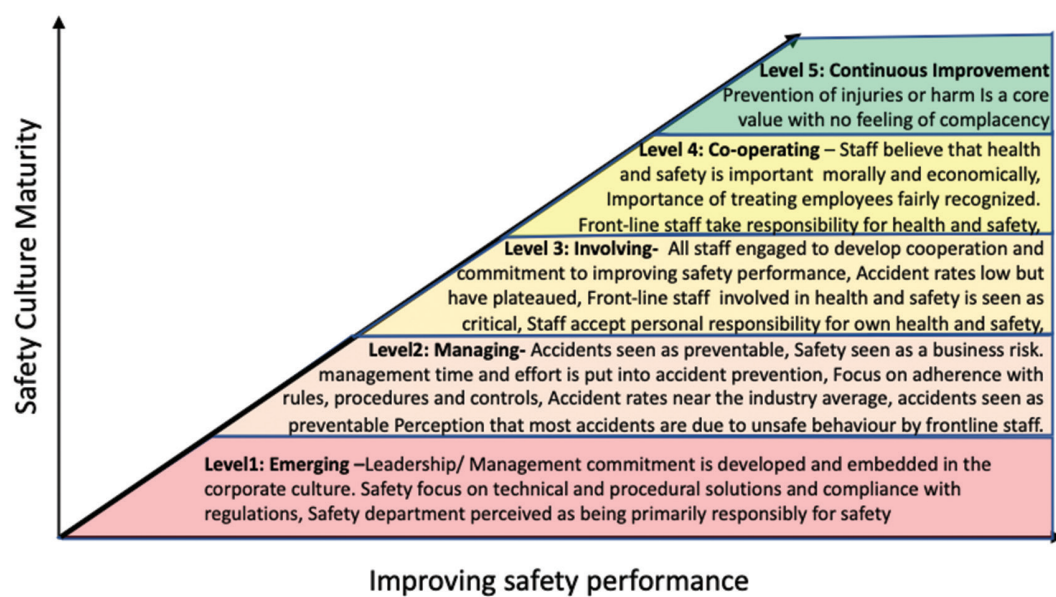 Safety Culture Maturity
Level 5: Continuous Improvement
Prevention of injuries or harm Is a core
value with no feeling of complacency
Level 4: Co-operating – Staff believe that health
and safety is important morally and economically,
Importance of treating employees fairly recognized.
Front-line staff take responsibility for health and safety,
Level 3: Involving- All staff engaged to develop cooperation and
commitment to improving safety performance, Accident rates low but
have plateaued, Front-line staff involved in health and safety is seen as
critical, Staff accept personal responsibility for own health and safety,
Level2: Managing- Accidents seen as preventable, Safety seen as a business risk.
management time and effort is put into accident prevention, Focus on adherence with
rules, procedures and controls, Accident rates near the industry average, accidents seen as
preventable Perception that most accidents are due to unsafe behaviour by frontline staff.
Level1: Emerging –Leadership/ Management commitment is developed and embedded in the
corporate culture. Safety focus on technical and procedural solutions and compliance with
regulations, Safety department perceived as being primarily responsibly for safety
Improving safety performance